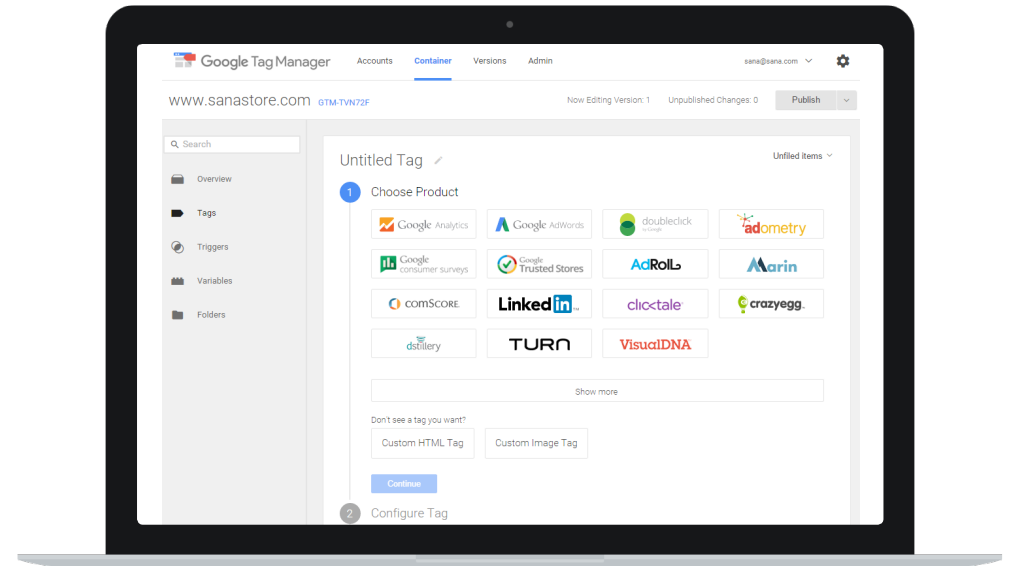 Google Tag Manager
Accounts Container Versions Admin
sana@sana.com
www.sanastore.com GTM-TVN72F
Now Editing Version: 1 Unpublished Changes: 0 Publish
Search
Overview
Tags
Triggers
Variables
Folders
Untitled Tag
Unfiled Items
1 Choose Product
Google Analytics
Google AdWords
doubleclick
by Google
adometry
Google
consumer surveys
Google
Trusted Stores
AdRoll
Marin
comScore
LinkedIn™
clicktale
crazyegg
dstillery
TURN
VisualDNA
Show more
Don't see a tag you want?
Custom HTML Tag Custom Image Tag
Continue
2 Configure Tag